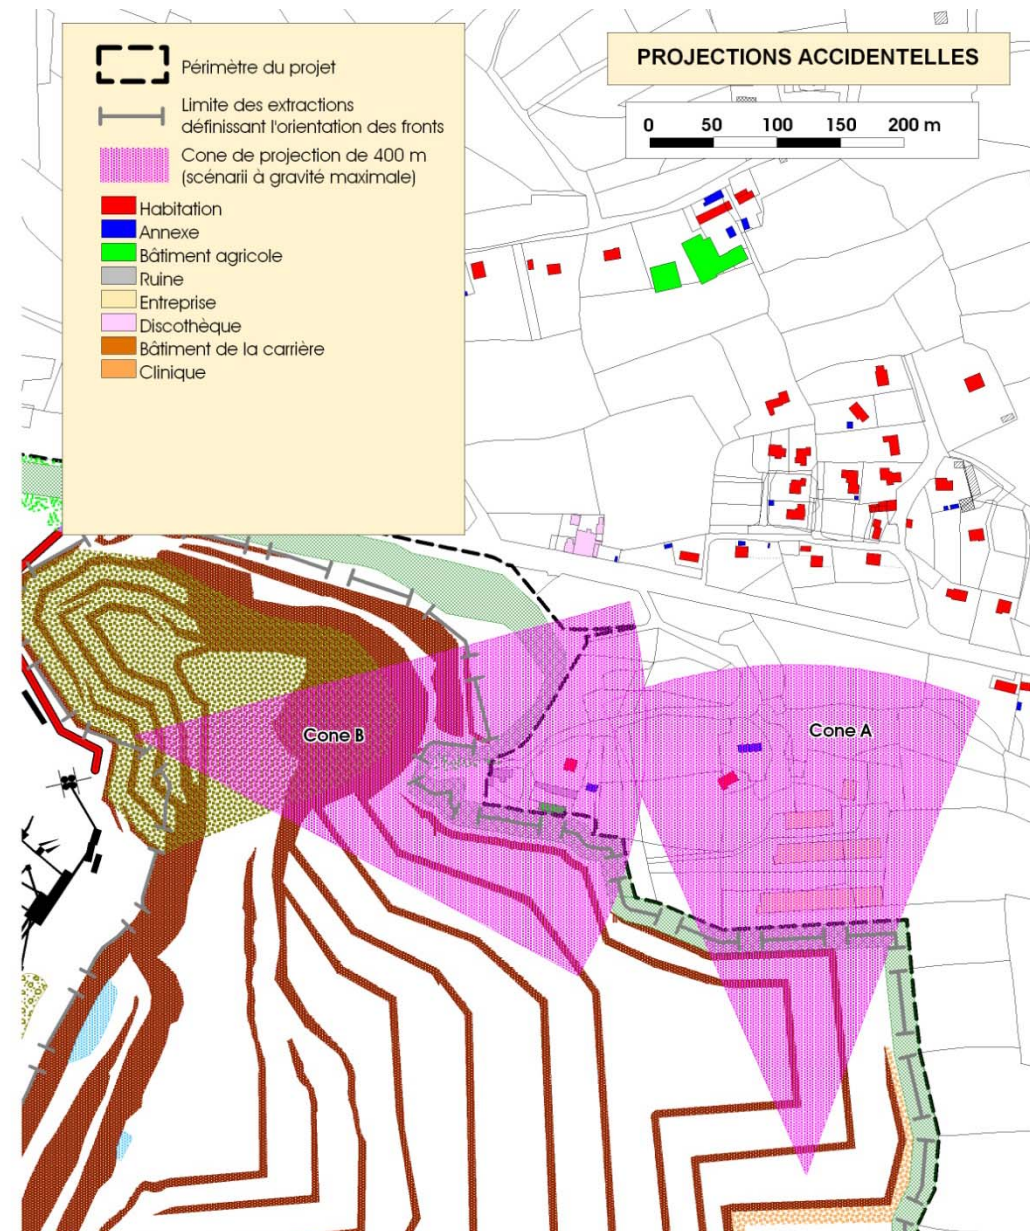 Périmètre du projet
Limite des extractions
définissant l'orientation des fronts
Cone de projection de 400 m
(scénarii à gravité maximale)
Habitation
Annexe
Bâtiment agricole
Ruine
Entreprise
Discothèque
Bâtiment de la carrière
Clinique
PROJECTIONS ACCIDENTELLES
0 50 100 150 200 m
Cone B
Cone A